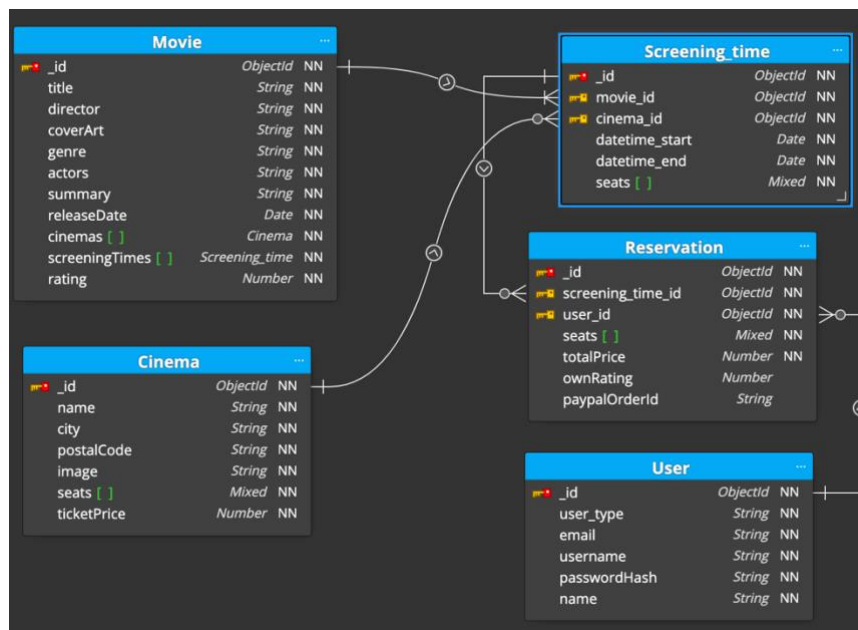 Movie ...
_id ObjectId NN
title String NN
director String NN
coverArt String NN
genre String NN
actors String NN
summary String NN
releaseDate Date NN
cinemas [ ] Cinema NN
screeningTimes [ ] Screening_time NN
rating Number NN
Screening_time ...
_id ObjectId NN
movie_id ObjectId NN
cinema_id ObjectId NN
datetime_start Date NN
datetime_end Date NN
seats [ ] Mixed NN
Reservation ...
_id ObjectId NN
screening_time_id ObjectId NN
user_id ObjectId NN
seats [ ] Mixed NN
totalPrice Number NN
ownRating Number
paypalOrderId String
Cinema ...
_id ObjectId NN
name String NN
city String NN
postalCode String NN
image String NN
seats [ ] Mixed NN
ticketPrice Number NN
User ...
_id ObjectId NN
user_type String NN
email String NN
username String NN
passwordHash String NN
name String NN